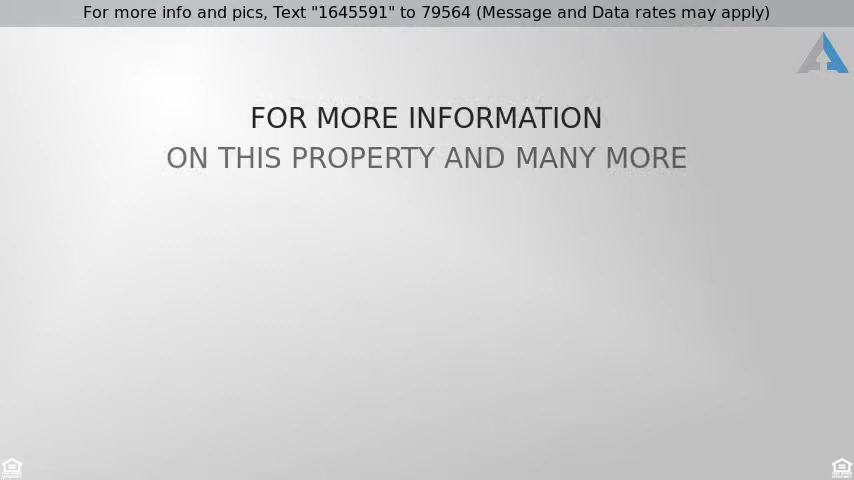 For more info and pics, Text "1645591" to 79564 (Message and Data rates may apply)
FOR MORE INFORMATION
ON THIS PROPERTY AND MANY MORE